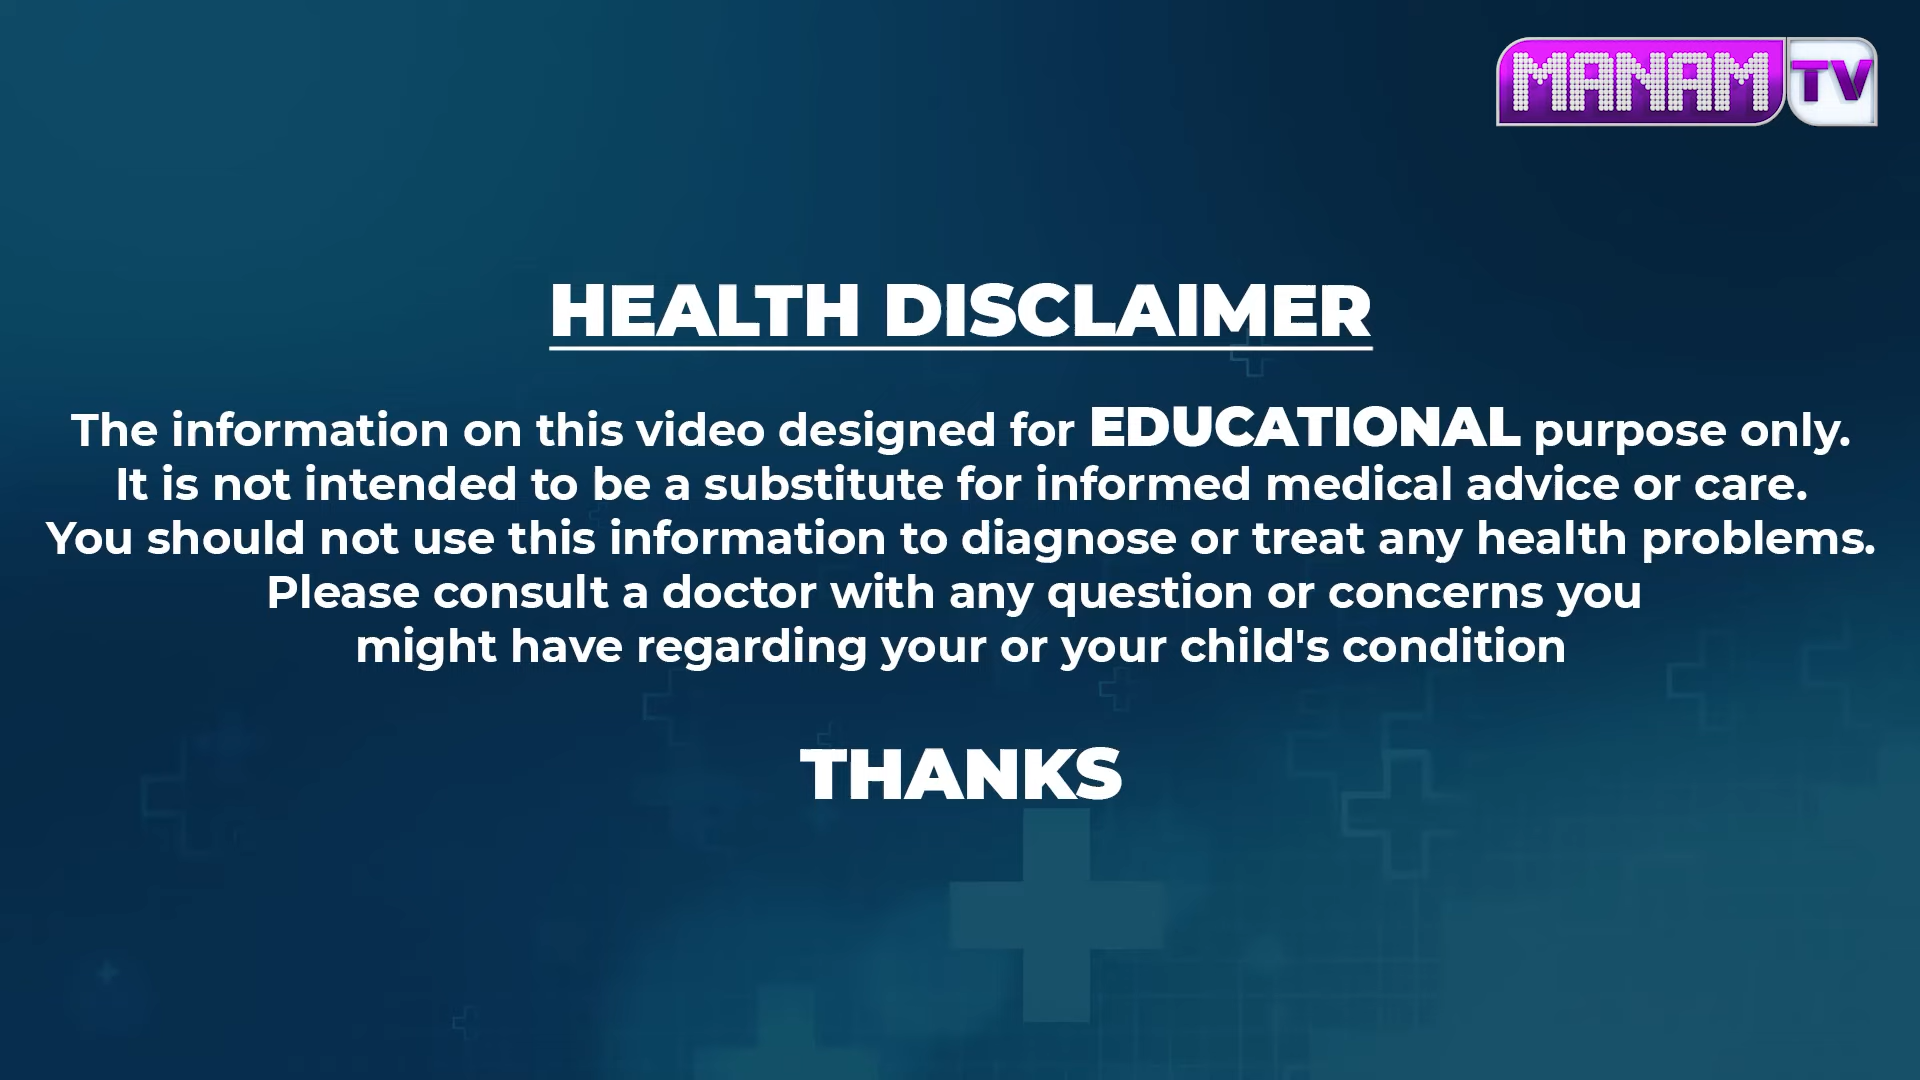 MANAM TV
HEALTH DISCLAIMER
The information on this video designed for EDUCATIONAL purpose only.
It is not intended to be a substitute for informed medical advice or care.
You should not use this information to diagnose or treat any health problems.
Please consult a doctor with any question or concerns you
might have regarding your or your child's condition
THANKS